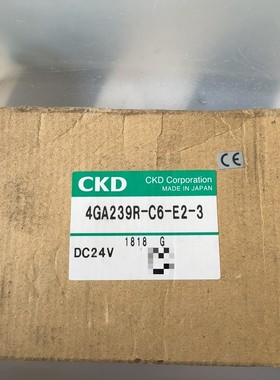 CKD
CKD Corporation
MADE IN JAPAN
CE
4GA239R-C6-E2-3
1818 G
DC24V